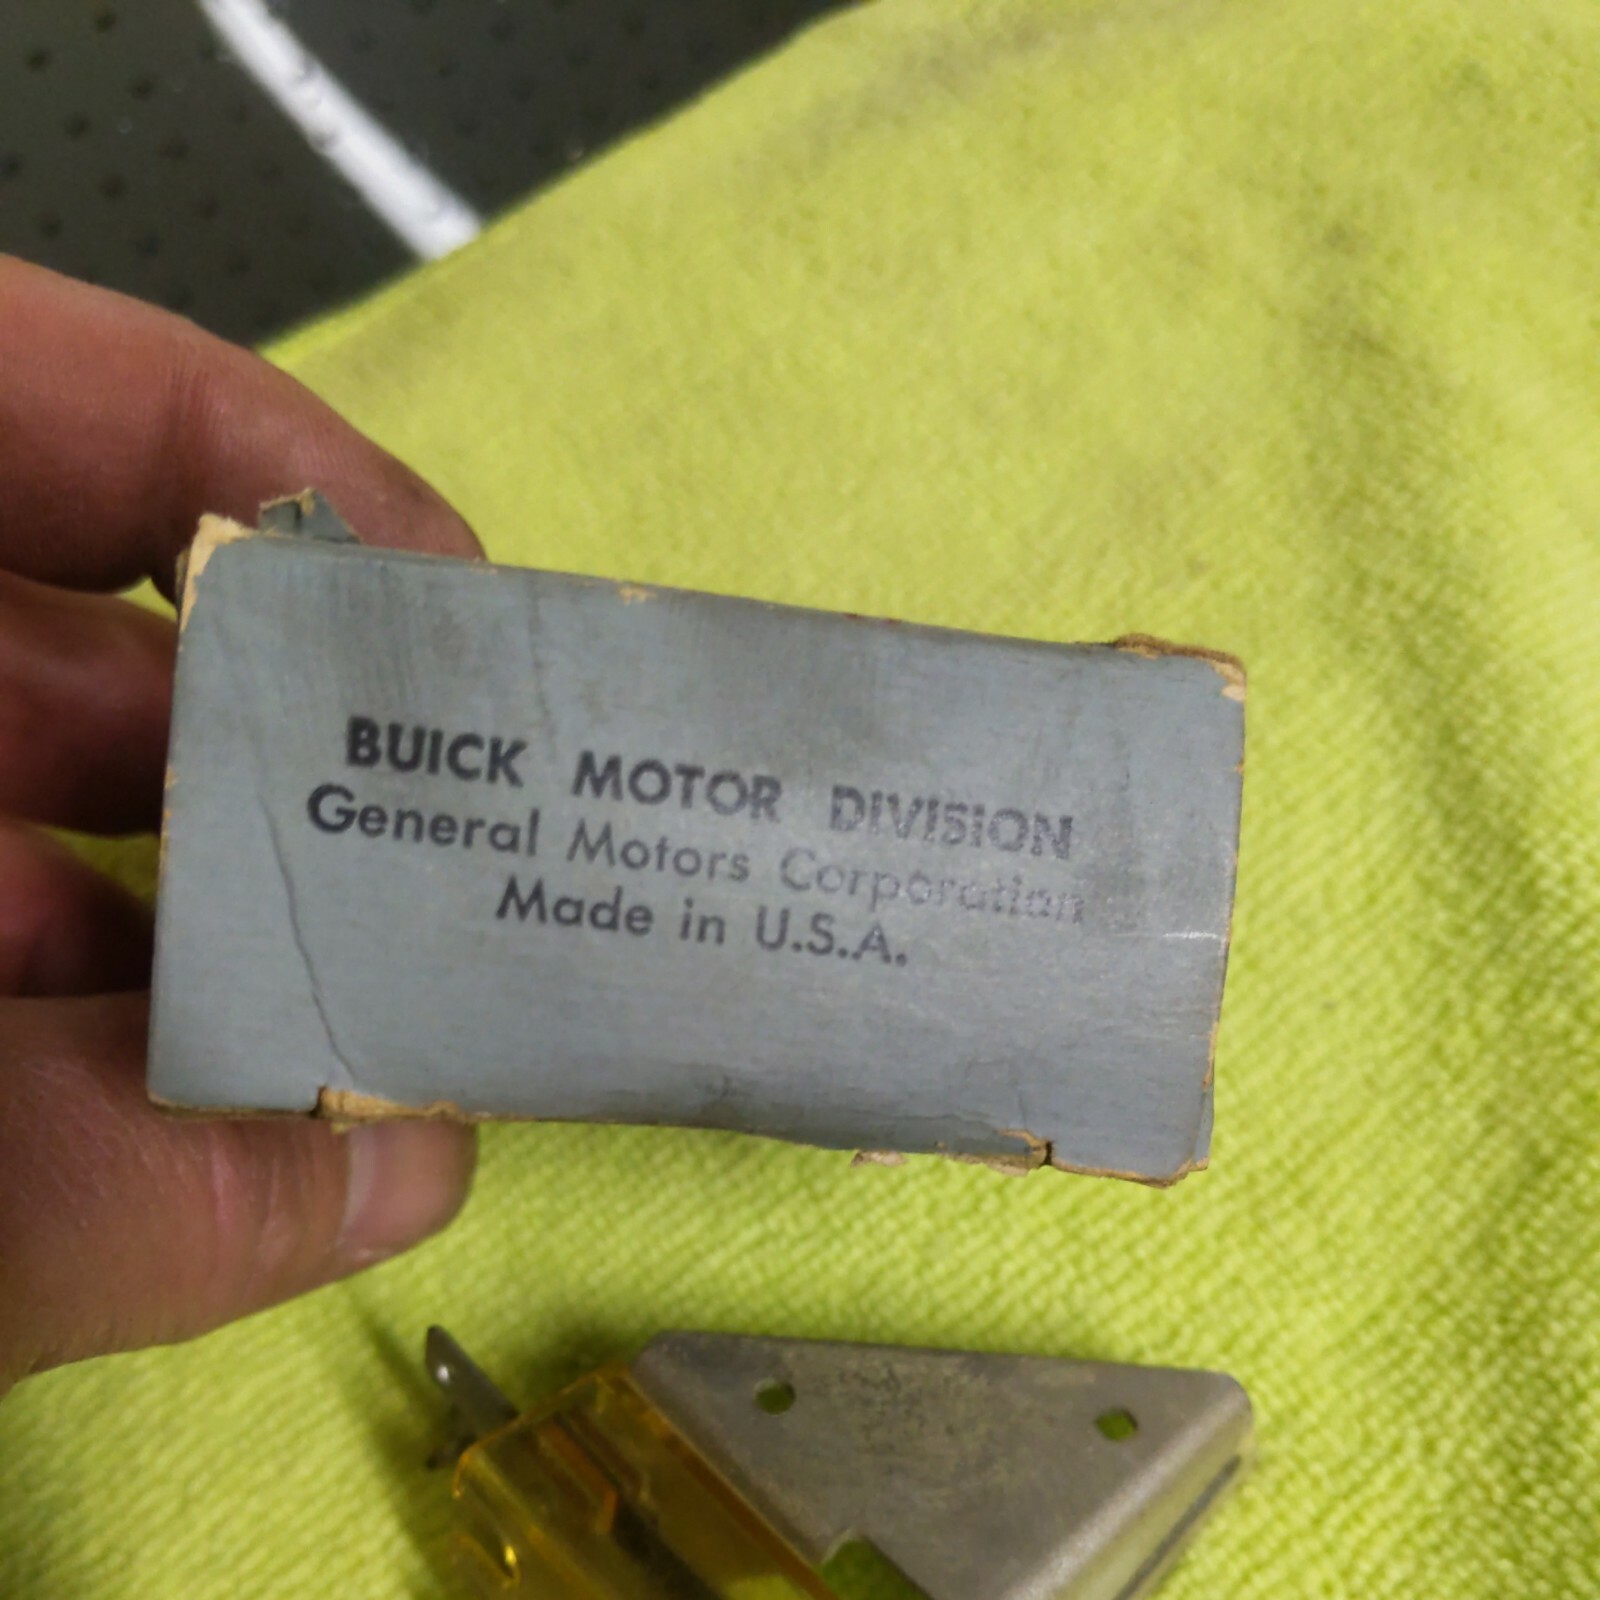 BUICK MOTOR DIVISION
General Motors Corporation
Made in U.S.A.